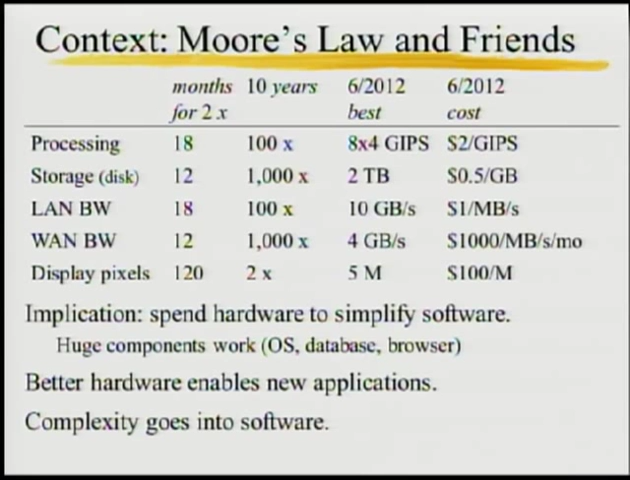 Context: Moore's Law and Friends
months for 2 x 10 years 6/2012 best 6/2012 cost
Processing 18 100 x 8x4 GIPS $2/GIPS
Storage (disk) 12 1,000 x 2 TB $0.5/GB
LAN BW 18 100 x 10 GB/s $1/MB/s
WAN BW 12 1,000 x 4 GB/s $1000/MB/s/mo
Display pixels 120 2 x 5 M $100/M
Implication: spend hardware to simplify software.
Huge components work (OS, database, browser)
Better hardware enables new applications.
Complexity goes into software.